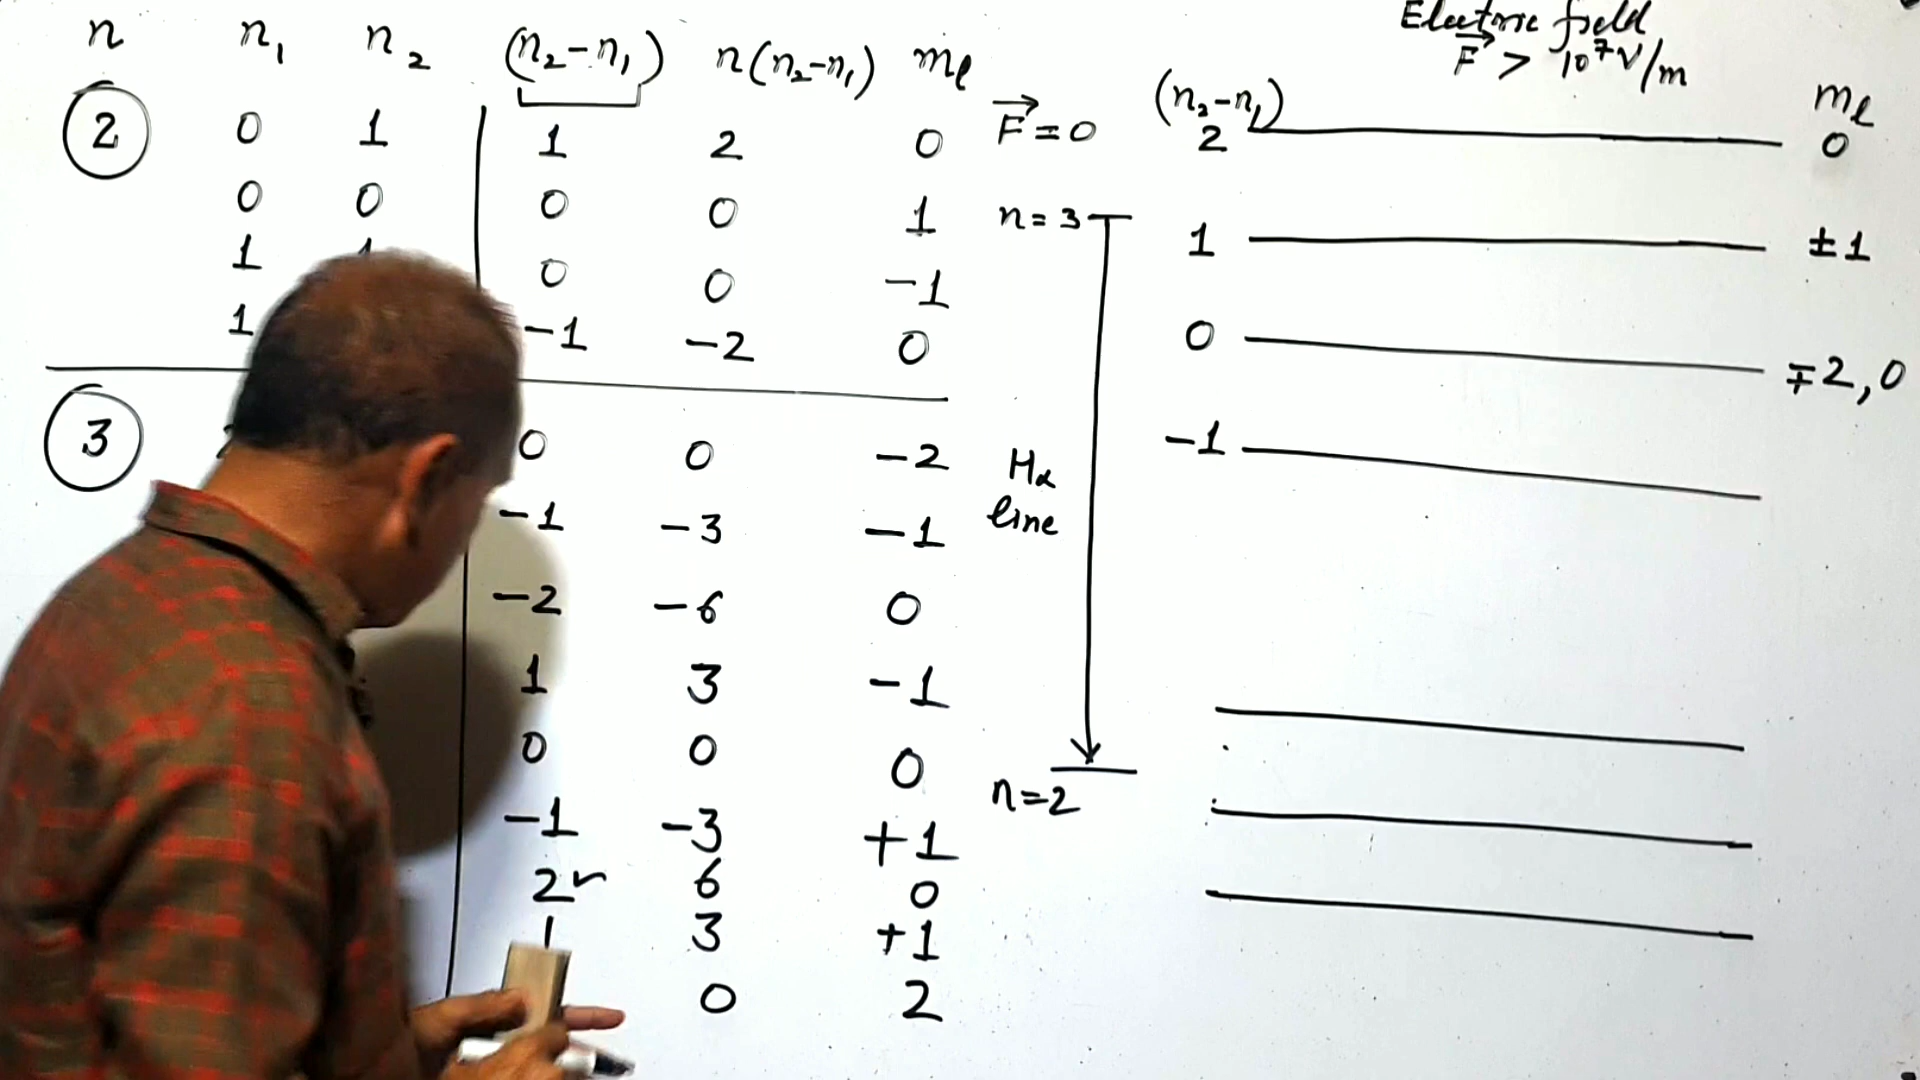 n n₁ n₂ (n₂-n₁) n(n₂-n₁) mℓ
2 0 1 1 2 0
0 0 0 0 1
1 1 0 0 -1
1 -1 -2 0
3 0 0 -2
-1 -3 -1
-2 -6 0
1 3 -1
0 0 0
-1 -3 +1
2 ✓ 6 0
1 3 +1
0 2
F⃗ = 0
n = 3
Hα
line
n = 2
Electric field
F⃗ > 10⁷ V/m
(n₂-n₁) mℓ
2 0
1 ±1
0 ∓2, 0
-1